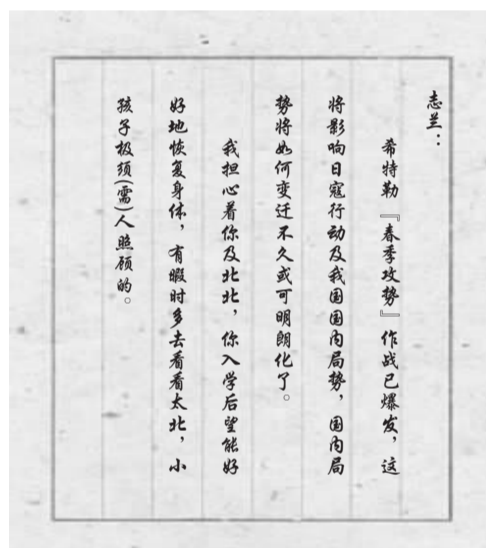 志兰：
希特勒『春季攻势』作战已爆发，这
将影响日寇行动及我国国内局势，国内局
势将如何变迁不久或可明朗化了。
我担心着你及北北，你入学后望能好
好地恢复身体，有暇时多去看看太北，小
孩子极须(需)人照顾的。